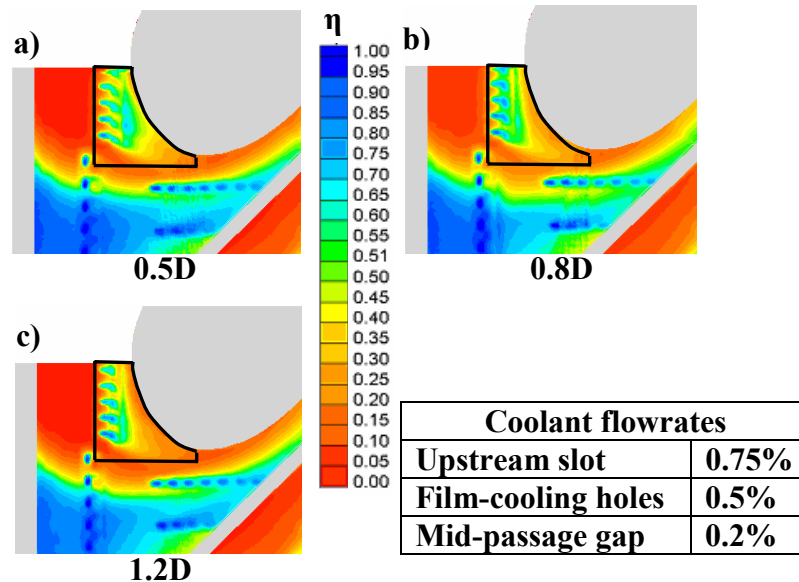 a)
0.5D
η
1.00
0.95
0.90
0.85
0.80
0.75
0.70
0.65
0.60
0.55
0.51
0.45
0.40
0.35
0.30
0.25
0.20
0.15
0.10
0.05
0.00
b)
0.8D
c)
1.2D
Coolant flowrates
Upstream slot 0.75%
Film-cooling holes 0.5%
Mid-passage gap 0.2%